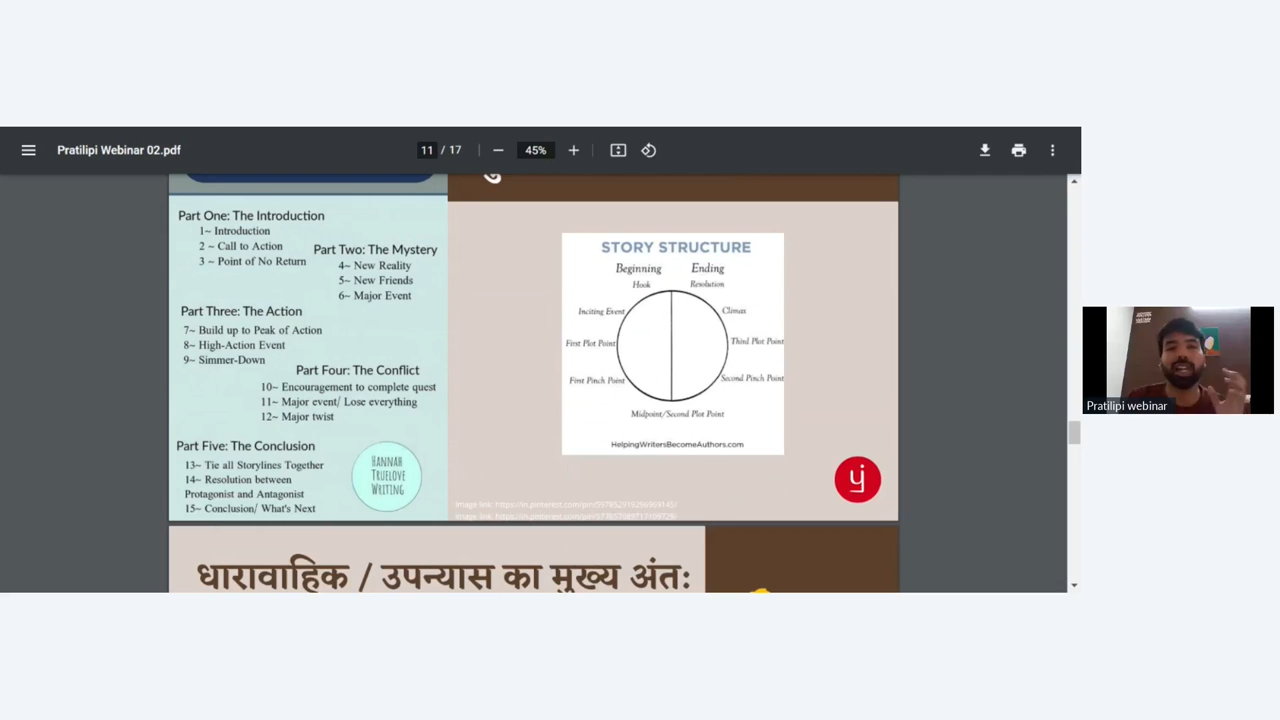 Pratilipi Webinar 02.pdf
11 / 17
45%
Part One: The Introduction
1~ Introduction
2 ~ Call to Action
3 ~ Point of No Return
Part Two: The Mystery
4~ New Reality
5~ New Friends
6~ Major Event
Part Three: The Action
7~ Build up to Peak of Action
8~ High-Action Event
9~ Simmer-Down
Part Four: The Conflict
10~ Encouragement to complete quest
11~ Major event/ Lose everything
12~ Major twist
Part Five: The Conclusion
13~ Tie all Storylines Together
14~ Resolution between
Protagonist and Antagonist
15~ Conclusion/ What's Next
HANNAH
TRUELOVE
WRITING
STORY STRUCTURE
Beginning Ending
Hook Resolution
Inciting Event Climax
First Plot Point Third Plot Point
First Pinch Point Second Pinch Point
Midpoint/Second Plot Point
HelpingWritersBecomeAuthors.com
धारावाहिक / उपन्यास का मुख्य अंतः
Pratilipi webinar